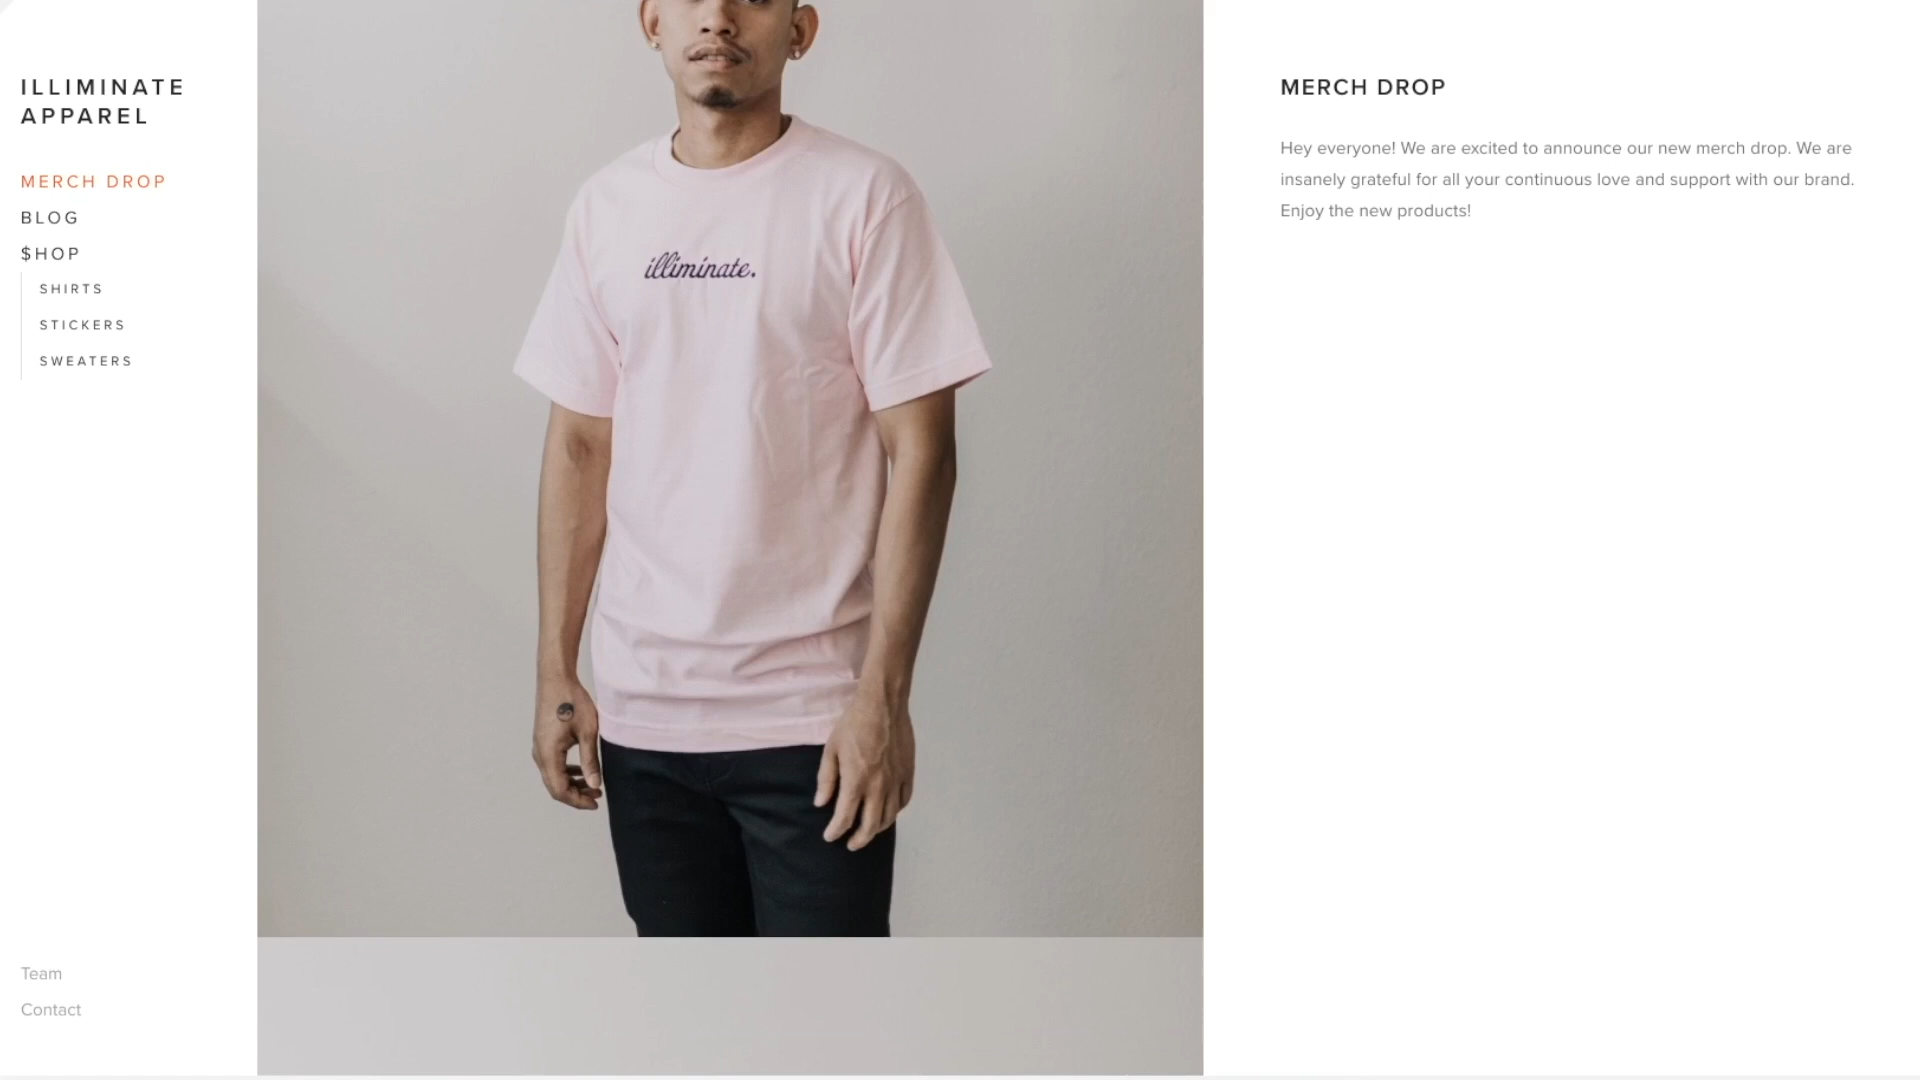 ILLIMINATE
APPAREL
MERCH DROP
BLOG
$HOP
SHIRTS
STICKERS
SWEATERS
Team
Contact
illiminate.
MERCH DROP
Hey everyone! We are excited to announce our new merch drop. We are
insanely grateful for all your continuous love and support with our brand.
Enjoy the new products!